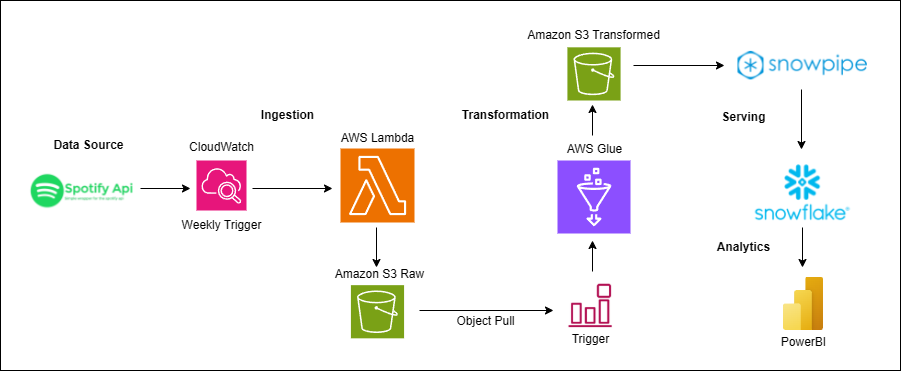 Data Source
Spotify Api
CloudWatch
Weekly Trigger
Ingestion
AWS Lambda
Amazon S3 Raw
Object Pull
Trigger
Transformation
AWS Glue
Amazon S3 Transformed
snowpipe
Serving
snowflake®
Analytics
PowerBI